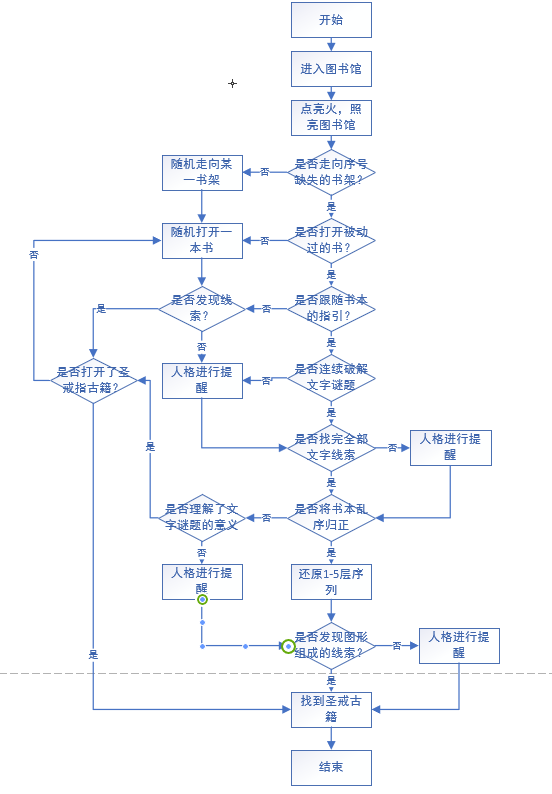 开始
进入图书馆
点亮火，照
亮图书馆
随机走向某
一书架
否
是否走向序号
缺失的书架？
是
随机打开一
本书
否
是否打开被动
过的书？
否
是
是否发现线
索？
是
否
是否跟随书本
的指引？
否
是
是否打开了圣
戒指古籍？
人格进行提
醒
否
是否连续破解
文字谜题
是
是
是否找完全部
文字线索
否
人格进行提
醒
是
是否理解了文
字谜题的意义
否
是否将书本乱
序归正
否
是
人格进行提
醒
还原1-5层序
列
是
是否发现图形
组成的线索？
否
人格进行提
醒
是
找到圣戒古
籍
结束